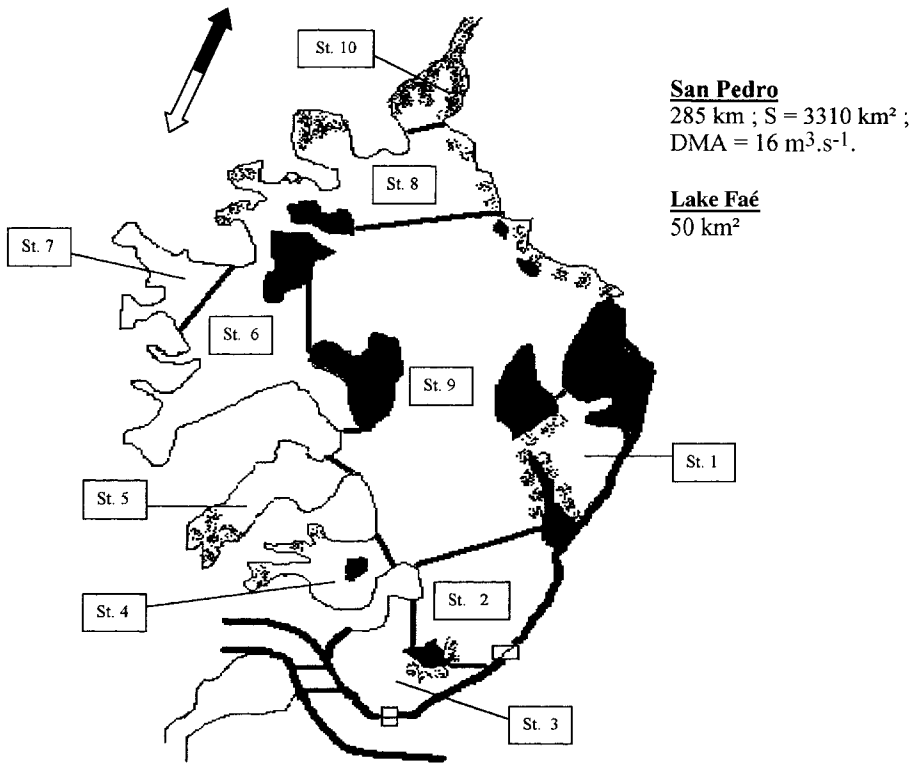 St. 10
San Pedro
285 km ; S = 3310 km² ;
DMA = 16 m³.s⁻¹.
St. 8
Lake Faé
50 km²
St. 7
St. 6
St. 9
St. 1
St. 5
St. 2
St. 4
St. 3